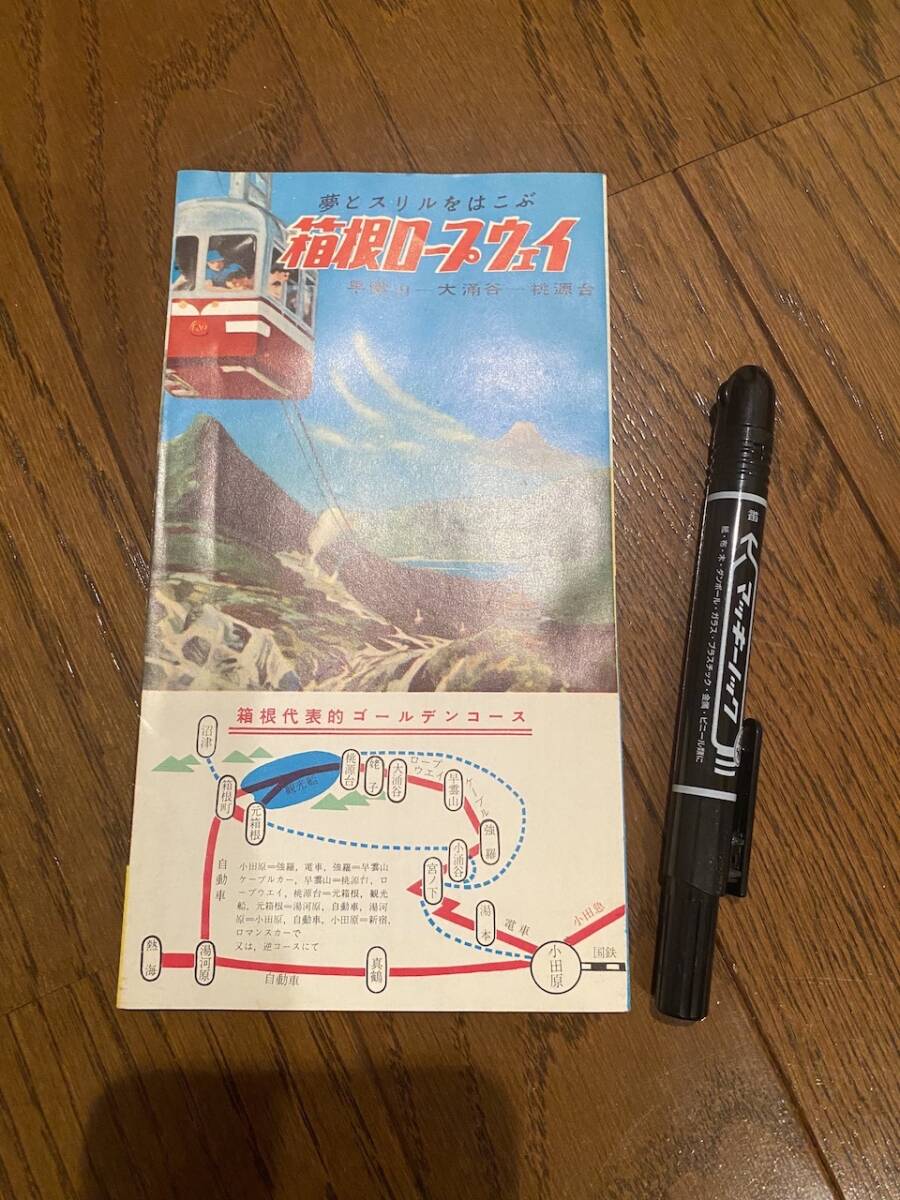 夢とスリルをはこぶ
箱根ロープウェイ
早雲山—大涌谷—桃源台
箱根代表的ゴールデンコース
沼津
箱根町
元箱根
観光船
桃源台
姥子
大涌谷
ロープウエイ
早雲山
ケーブル
強羅
小涌谷
宮ノ下
湯本
電車
小田急
小田原
国鉄
自動車
小田原=強羅,電車,強羅=早雲山
ケーブルカー,早雲山=桃源台,ロ
ープウエイ,桃源台=元箱根,観光
船,元箱根=湯河原,自動車,湯河
原=小田原,自動車,小田原=新宿,
ロマンスカーで
又は,逆コースにて
熱海
湯河原
自動車
真鶴
マッキーノック
紙・布・木・ダンボール・ガラス・プラスチック・金属・ビニール類に